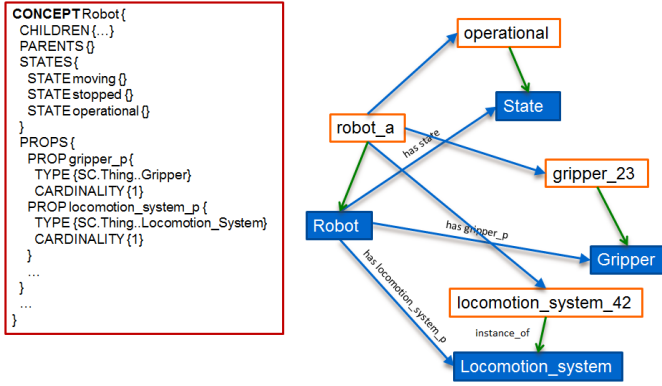 CONCEPT Robot {
CHILDREN {…}
PARENTS {}
STATES {
STATE moving {}
STATE stopped {}
STATE operational {}
}
PROPS {
PROP gripper_p {
TYPE {SC.Thing..Gripper}
CARDINALITY {1}
PROP locomotion_system_p {
TYPE {SC.Thing..Locomotion_System}
CARDINALITY {1}
}
…
}
…
}
operational
State
robot_a
has state
gripper_23
Robot
has gripper_p
Gripper
has locomotion_system_p
locomotion_system_42
instance_of
Locomotion_system